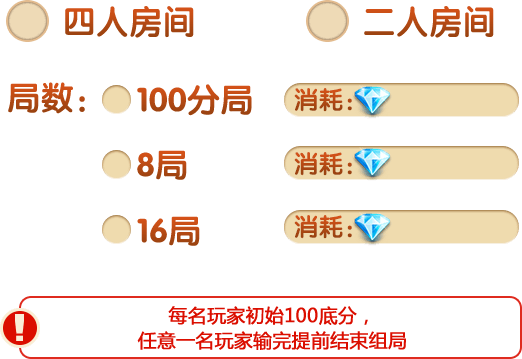 四人房间 二人房间
局数： 100分局 消耗：
8局 消耗：
16局 消耗：
每名玩家初始100底分，
任意一名玩家输完提前结束组局